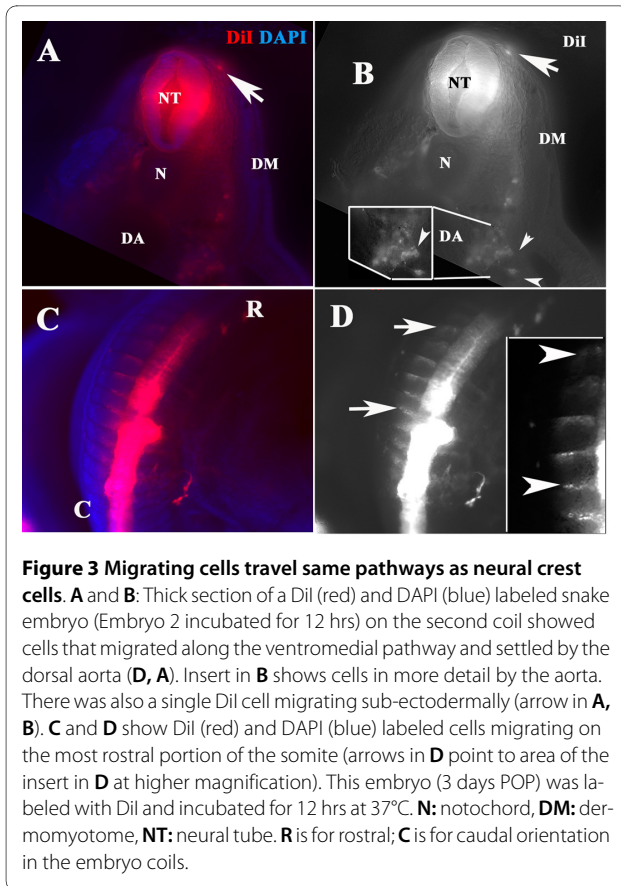 DiI DAPI
A
NT
N
DM
DA
DiI
B
NT
N
DM
DA
C
R
C
D
Figure 3 Migrating cells travel same pathways as neural crest
cells. A and B: Thick section of a DiI (red) and DAPI (blue) labeled snake
embryo (Embryo 2 incubated for 12 hrs) on the second coil showed
cells that migrated along the ventromedial pathway and settled by the
dorsal aorta (D, A). Insert in B shows cells in more detail by the aorta.
There was also a single DiI cell migrating sub-ectodermally (arrow in A,
B). C and D show DiI (red) and DAPI (blue) labeled cells migrating on
the most rostral portion of the somite (arrows in D point to area of the
insert in D at higher magnification). This embryo (3 days POP) was la-
beled with DiI and incubated for 12 hrs at 37°C. N: notochord, DM: der-
momyotome, NT: neural tube. R is for rostral; C is for caudal orientation
in the embryo coils.